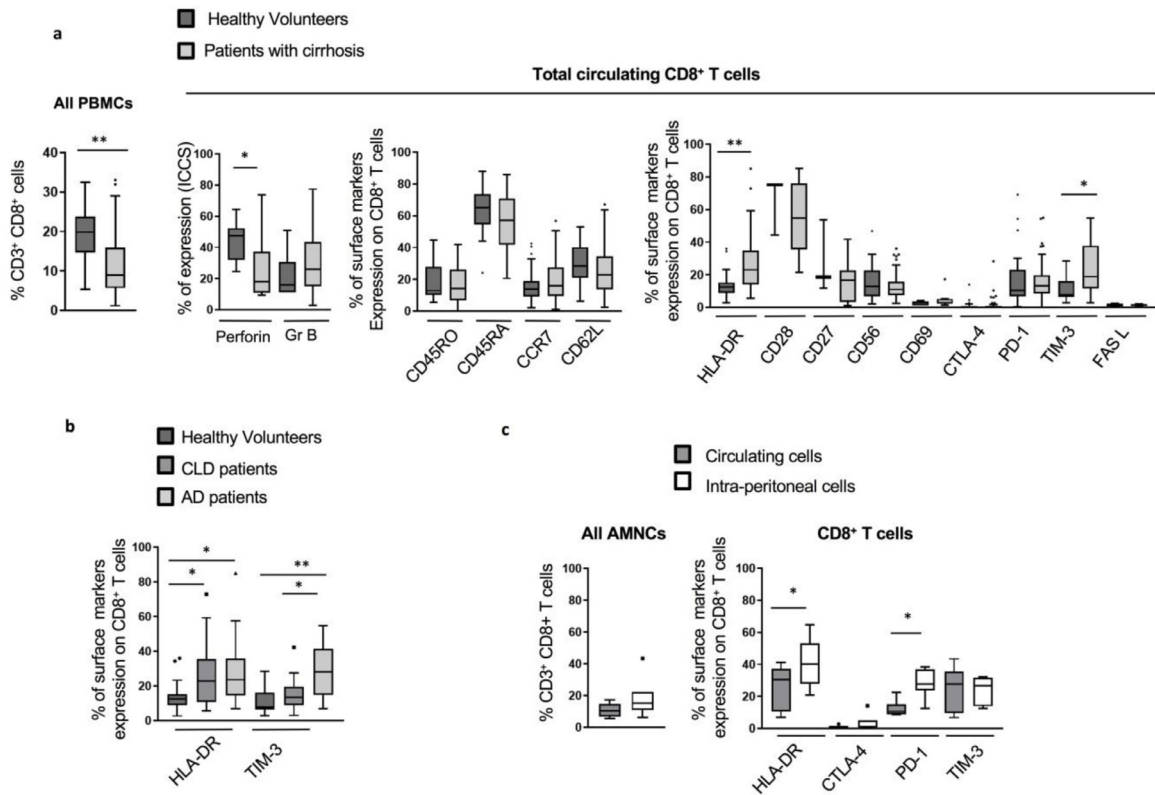 a
Healthy Volunteers
Patients with cirrhosis
Total circulating CD8+ T cells
All PBMCs
% CD3+ CD8+ cells
40
30
20
10
0
**
% of expression (ICCS)
100
80
60
40
20
0
*
Perforin
Gr B
% of surface markers
Expression on CD8+ T cells
100
80
60
40
20
0
CD45RO
CD45RA
CCR7
CD62L
% of surface markers
expression on CD8+ T cells
100
80
60
40
20
0
**
*
HLA-DR
CD28
CD27
CD56
CD69
CTLA-4
PD-1
TIM-3
FAS L
b
Healthy Volunteers
CLD patients
AD patients
% of surface markers
expression on CD8+ T cells
100
80
60
40
20
0
*
*
**
*
HLA-DR
TIM-3
c
Circulating cells
Intra-peritoneal cells
All AMNCs
% CD3+ CD8+ T cells
100
80
60
40
20
0
CD8+ T cells
% of surface markers
expression on CD8+ T cells
100
80
60
40
20
0
*
*
HLA-DR
CTLA-4
PD-1
TIM-3